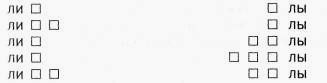 ли □ □ лы
ли □ □ □ лы
ли □ □ □ лы
ли □ □ □ □ лы
ли □ □ □ □ лы